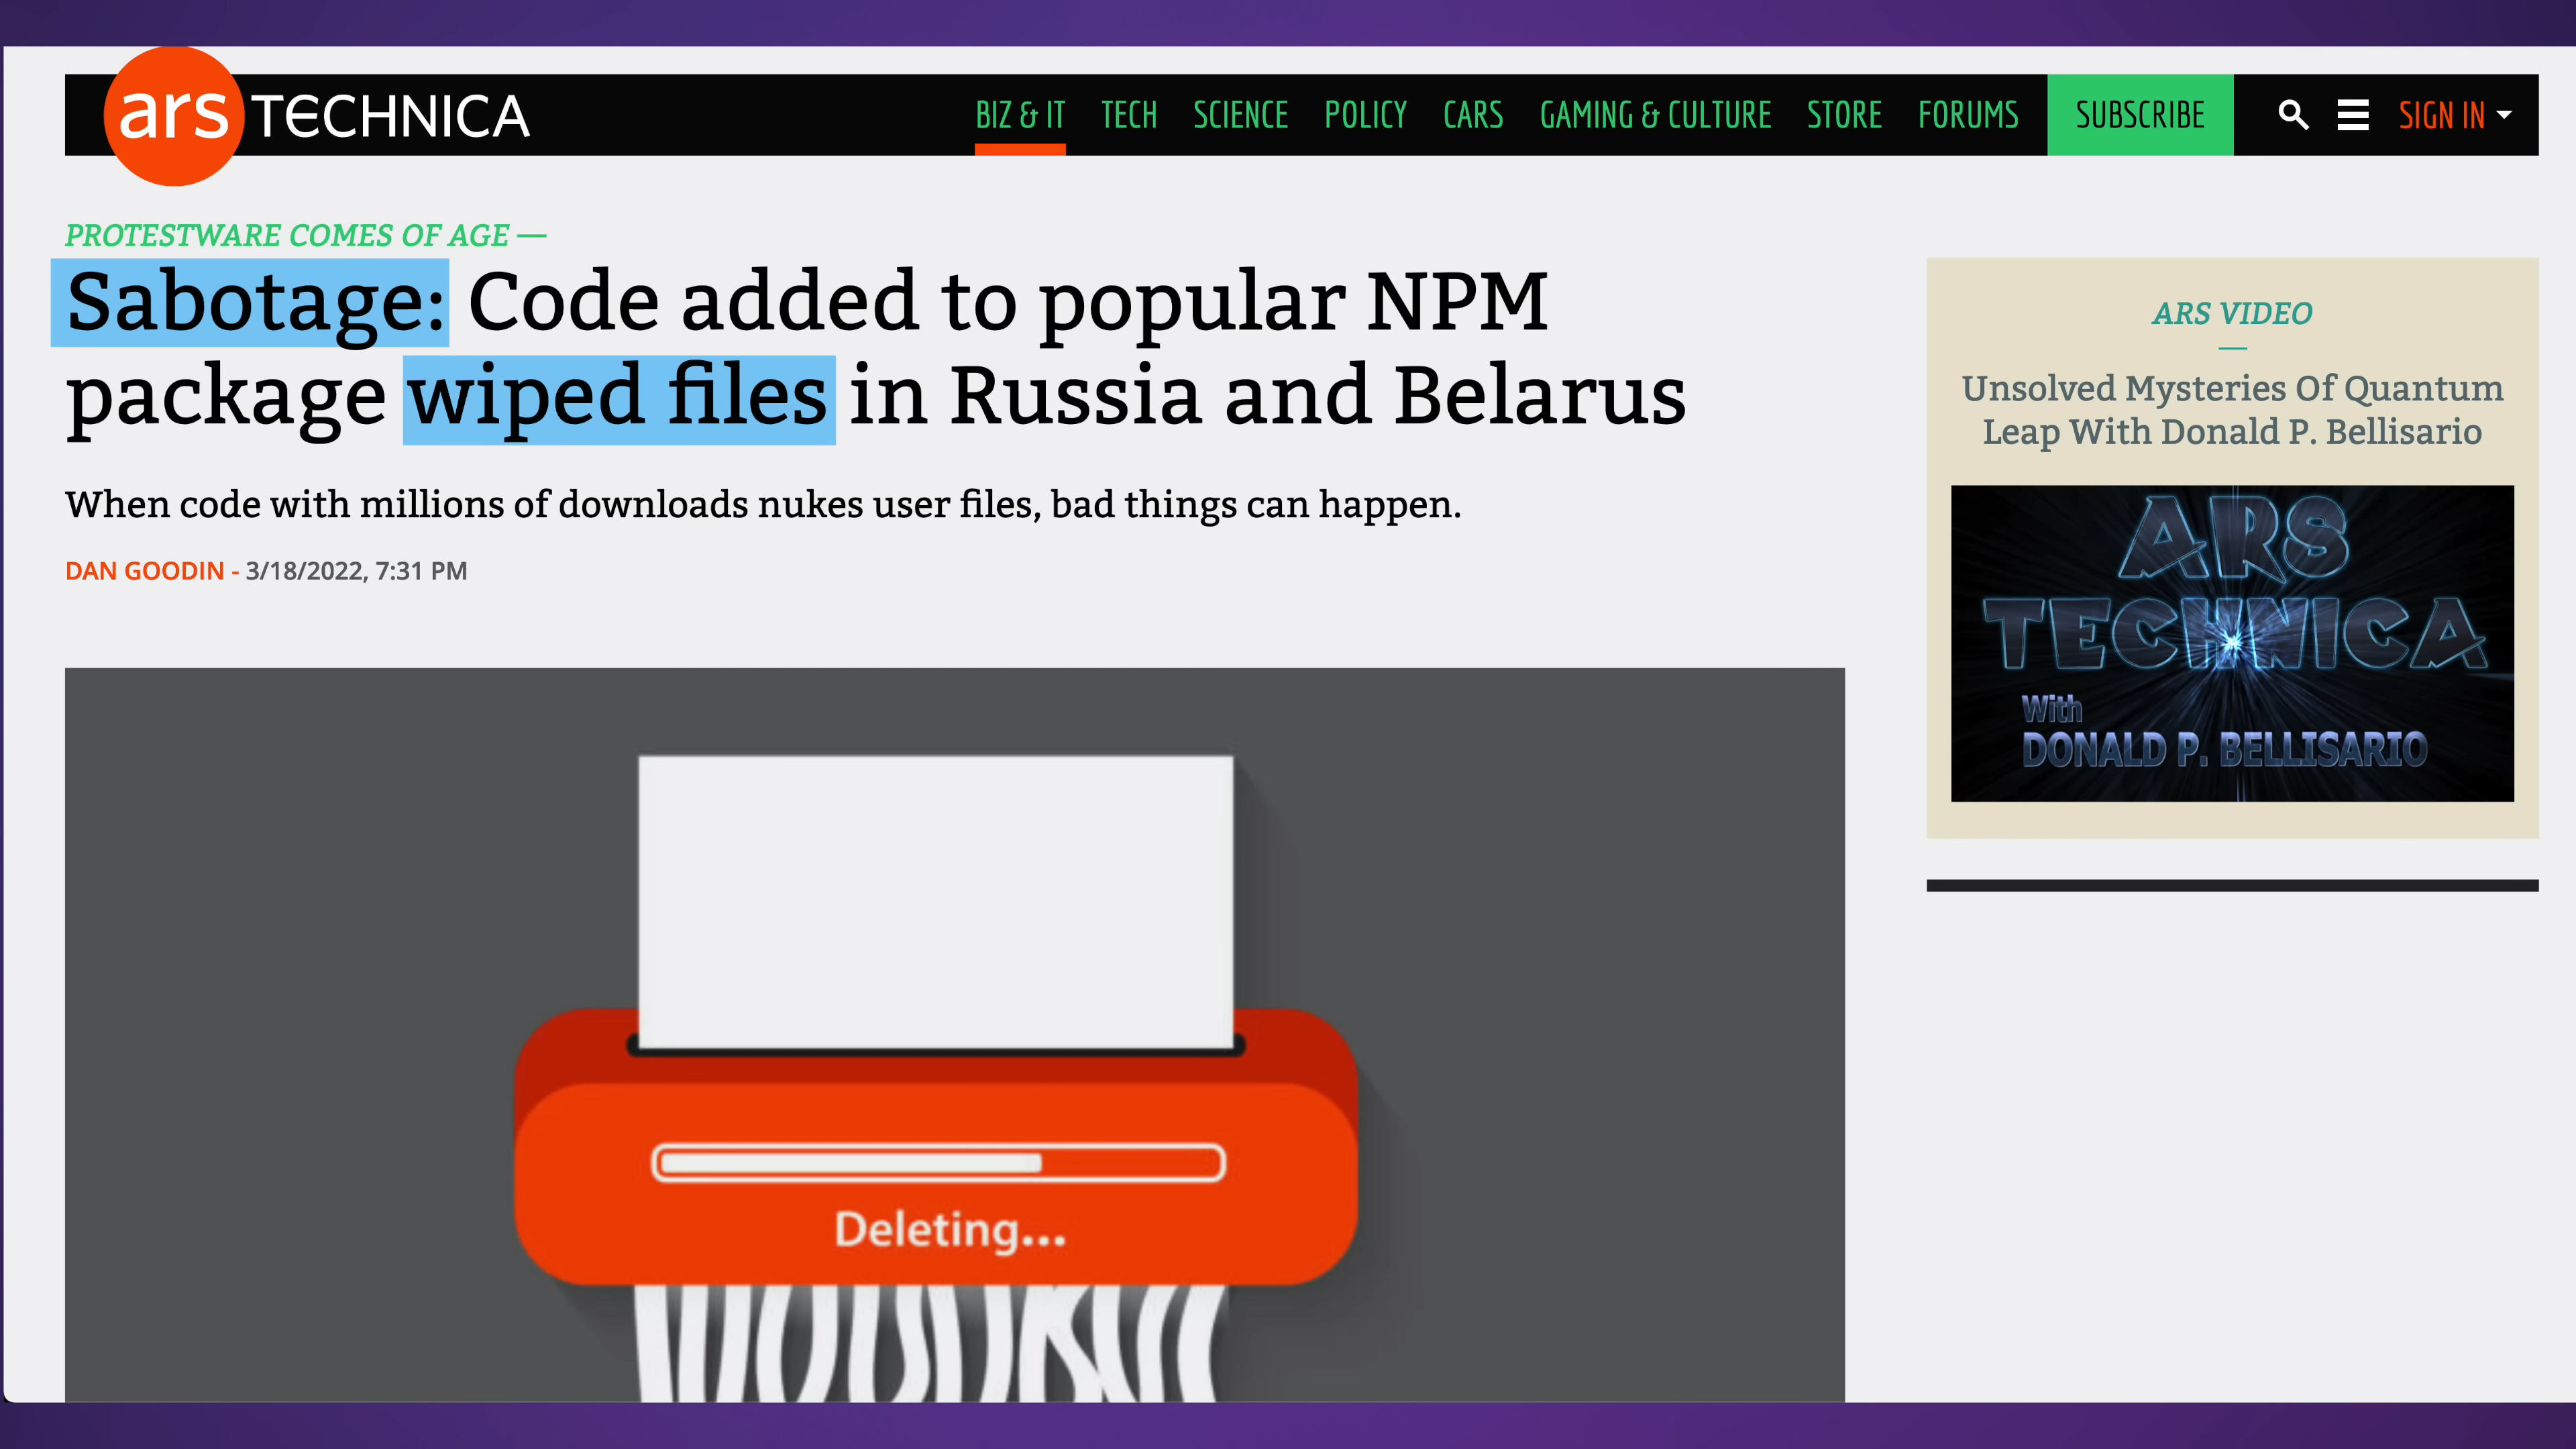 ars TECHNICA
BIZ & IT TECH SCIENCE POLICY CARS GAMING & CULTURE STORE FORUMS SUBSCRIBE SIGN IN
PROTESTWARE COMES OF AGE —
Sabotage: Code added to popular NPM
package wiped files in Russia and Belarus
When code with millions of downloads nukes user files, bad things can happen.
DAN GOODIN - 3/18/2022, 7:31 PM
Deleting...
ARS VIDEO
Unsolved Mysteries Of Quantum
Leap With Donald P. Bellisario
ARS
TECHNICA
With
DONALD P. BELLISARIO